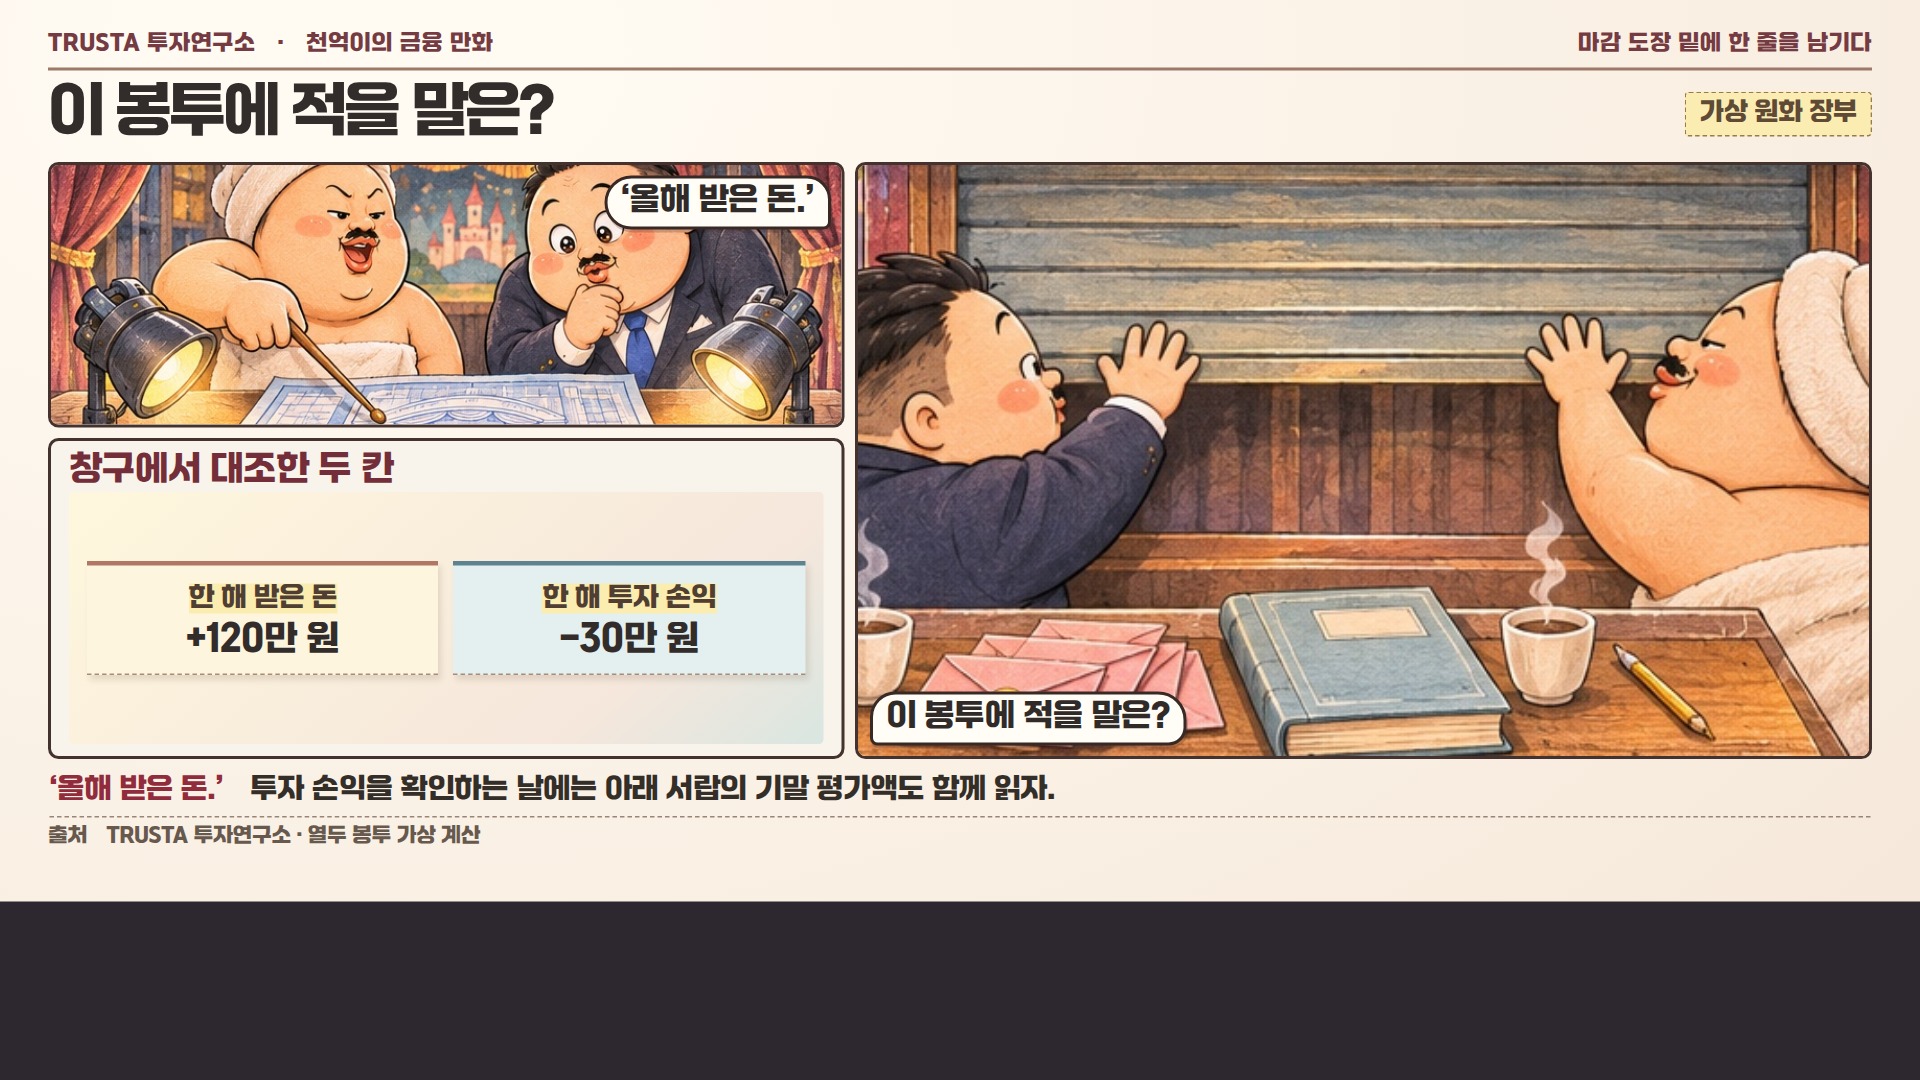 TRUSTA 투자연구소 · 천억이의 금융 만화
마감 도장 밑에 한 줄을 남기다
이 봉투에 적을 말은?
가상 원화 장부
‘올해 받은 돈.’
창구에서 대조한 두 칸
한 해 받은 돈
+120만 원
한 해 투자 손익
−30만 원
이 봉투에 적을 말은?
‘올해 받은 돈.’ 투자 손익을 확인하는 날에는 아래 서랍의 기말 평가액도 함께 읽자.
출처 TRUSTA 투자연구소 · 열두 봉투 가상 계산